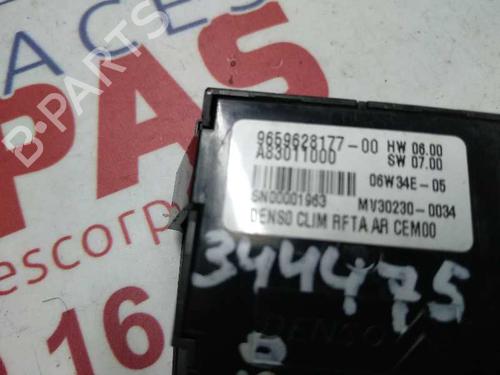 ACES
PAS
escorp
16
9659628177-00 HW 06.00
A83011000 SW 07.00
06W34E-05
SN00001963 MV30230-0034
DENSO CLIM RFTA AR CEM00
344475
DENSO